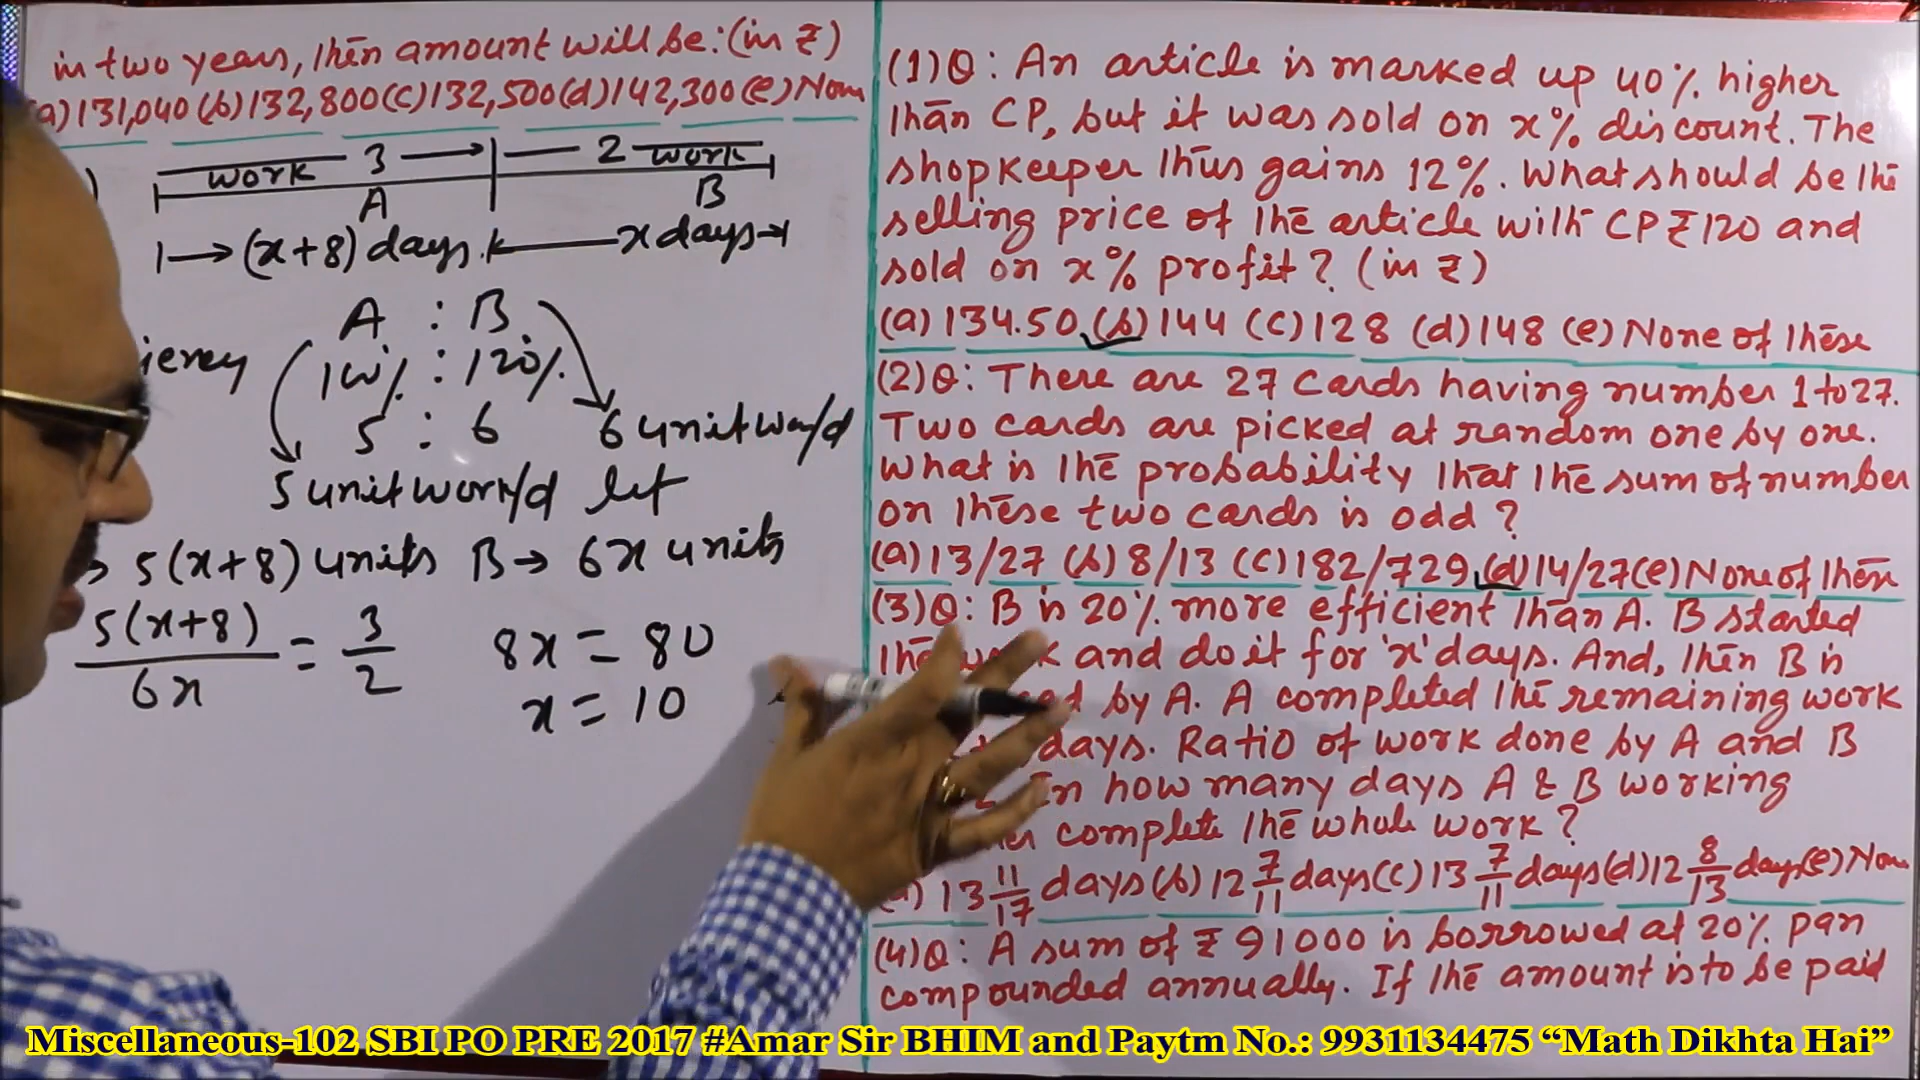 in two years, then amount will be: (in ₹)
a) 131,040 (b) 132,800 (c) 132,500 (d) 142,300 (e) None
work 3 2 work
A B
(x+8) days x days
A : B
100% : 120%
5 : 6 6 unit work/d
5 unit work/d let
5(x+8) units B→ 6x units
5(x+8)/6x = 3/2 8x = 80
x = 10
(1)Q: An article is marked up 40% higher
than CP, but it was sold on x% discount. The
shopkeeper thus gains 12%. What should be the
selling price of the article with CP ₹120 and
sold on x% profit? (in ₹)
(a) 134.50 (b) 144 (c) 128 (d) 148 (e) None of these
(2)Q: There are 27 cards having number 1 to 27.
Two cards are picked at random one by one.
What is the probability that the sum of number
on these two cards is odd?
(a) 13/27 (b) 8/13 (c) 182/729 (d) 14/27 (e) None of these
(3)Q: B is 20% more efficient than A. B started
and do it for 'x' days. And, then B is
by A. A completed the remaining work
days. Ratio of work done by A and B
In how many days A & B working
complete the whole work?
13 11/17 days (b) 12 7/11 days (c) 13 7/11 days (d) 12 8/13 days (e) None
(4)Q: A sum of ₹ 91000 is borrowed at 20% pan
compounded annually. If the amount is to be paid
Miscellaneous-102 SBI PO PRE 2017 #Amar Sir BHIM and Paytm No.: 9931134475 “Math Dikhta Hai”